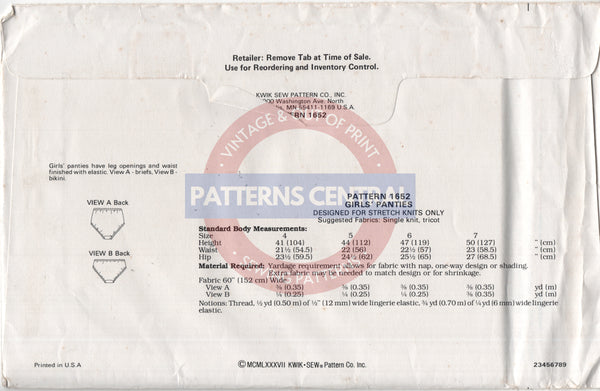 Retailer: Remove Tab at Time of Sale.
Use for Reordering and Inventory Control.
KWIK SEW PATTERN CO., INC.
00 Washington Ave. North
MN 55411-1169 U.S.A.
BN 1652
VINTAGE & OUT OF PRINT
PATTERNS CENTRAL
SEWING PATTERNS
Girls' panties have leg openings and waist
finished with elastic. View A - briefs, View B -
bikini.
VIEW A Back
VIEW B Back
PATTERN 1652
GIRLS' PANTIES
DESIGNED FOR STRETCH KNITS ONLY
Suggested Fabrics: Single knit, tricot
Standard Body Measurements:
Size 4 5 6 7
Height 41 (104) 44 (112) 47 (119) 50 (127) " (cm)
Waist 21½ (54.5) 22 (56) 22½ (57) 23 (58.5) " (cm)
Hip 23½ (59.5) 24½ (62) 25½ (65) 27 (68.5) " (cm)
Material Required: Yardage requirement allows for fabric with nap, one-way design or shading.
Extra fabric may be needed to match design or for shrinkage.
Fabric 60" (152 cm) Wide
View A ⅜ (0.35) ⅜ (0.35) ⅜ (0.35) ⅜ (0.35) yd (m)
View B ¼ (0.25) ¼ (0.25) ¼ (0.25) ¼ (0.25) yd (m)
Notions: Thread, ½ yd (0.50 m) of ½" (12 mm) wide lingerie elastic, ¾ yd (0.70 m) of ¼ yd (6 mm) wide lingerie
elastic.
Printed in U.S.A
©MCMLXXXVII KWIK•SEW® Pattern Co. Inc.
23456789